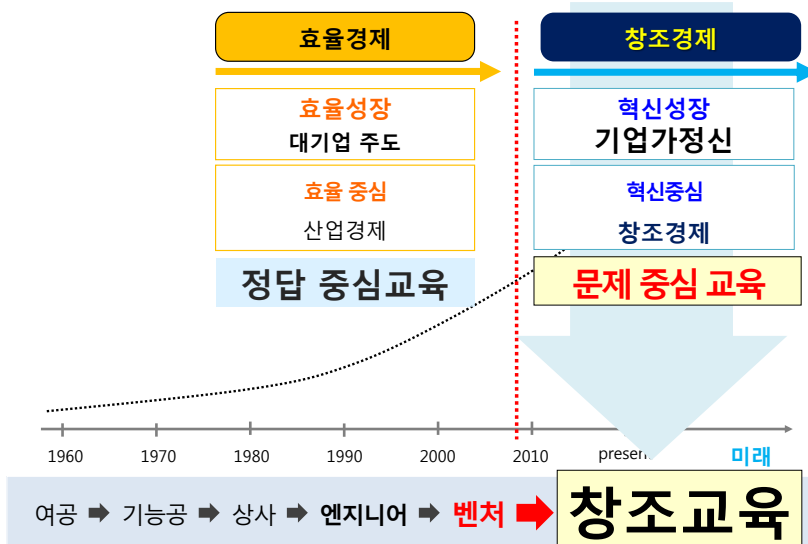 효율경제
창조경제
효율성장
대기업 주도
혁신성장
기업가정신
효율 중심
산업경제
혁신중심
창조경제
정답 중심교육
문제 중심 교육
1960 1970 1980 1990 2000 2010 present 미래
여공 ➡ 기능공 ➡ 상사 ➡ 엔지니어 ➡ 벤처 ➡ 창조교육